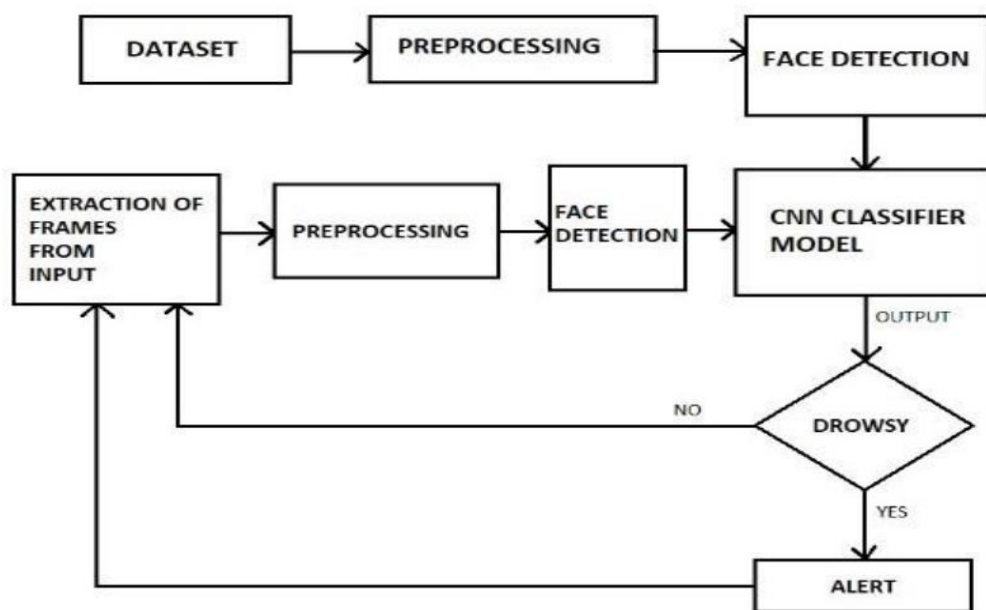 DATASET
PREPROCESSING
FACE DETECTION
EXTRACTION OF
FRAMES
FROM
INPUT
PREPROCESSING
FACE
DETECTION
CNN CLASSIFIER
MODEL
OUTPUT
NO
DROWSY
YES
ALERT